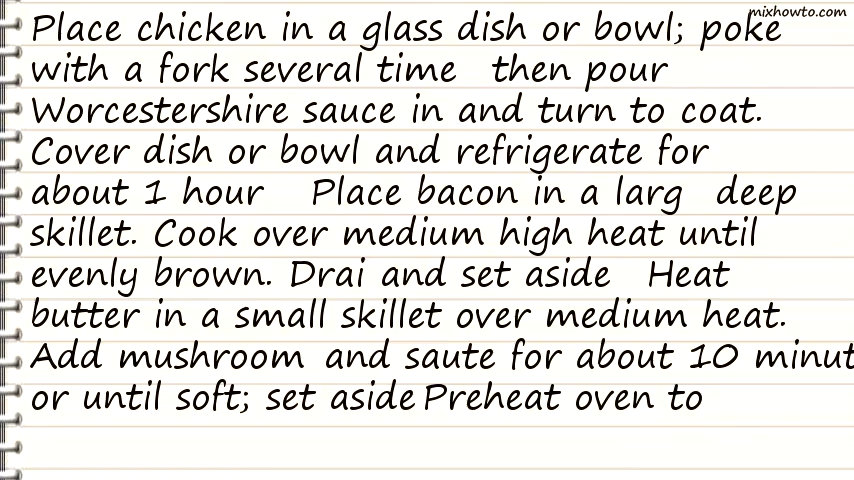 mixhowto.com
Place chicken in a glass dish or bowl; poke
with a fork several time then pour
Worcestershire sauce in and turn to coat.
Cover dish or bowl and refrigerate for
about 1 hour Place bacon in a larg deep
skillet. Cook over medium high heat until
evenly brown. Drai and set aside Heat
butter in a small skillet over medium heat.
Add mushroom and saute for about 10 minut
or until soft; set aside Preheat oven to